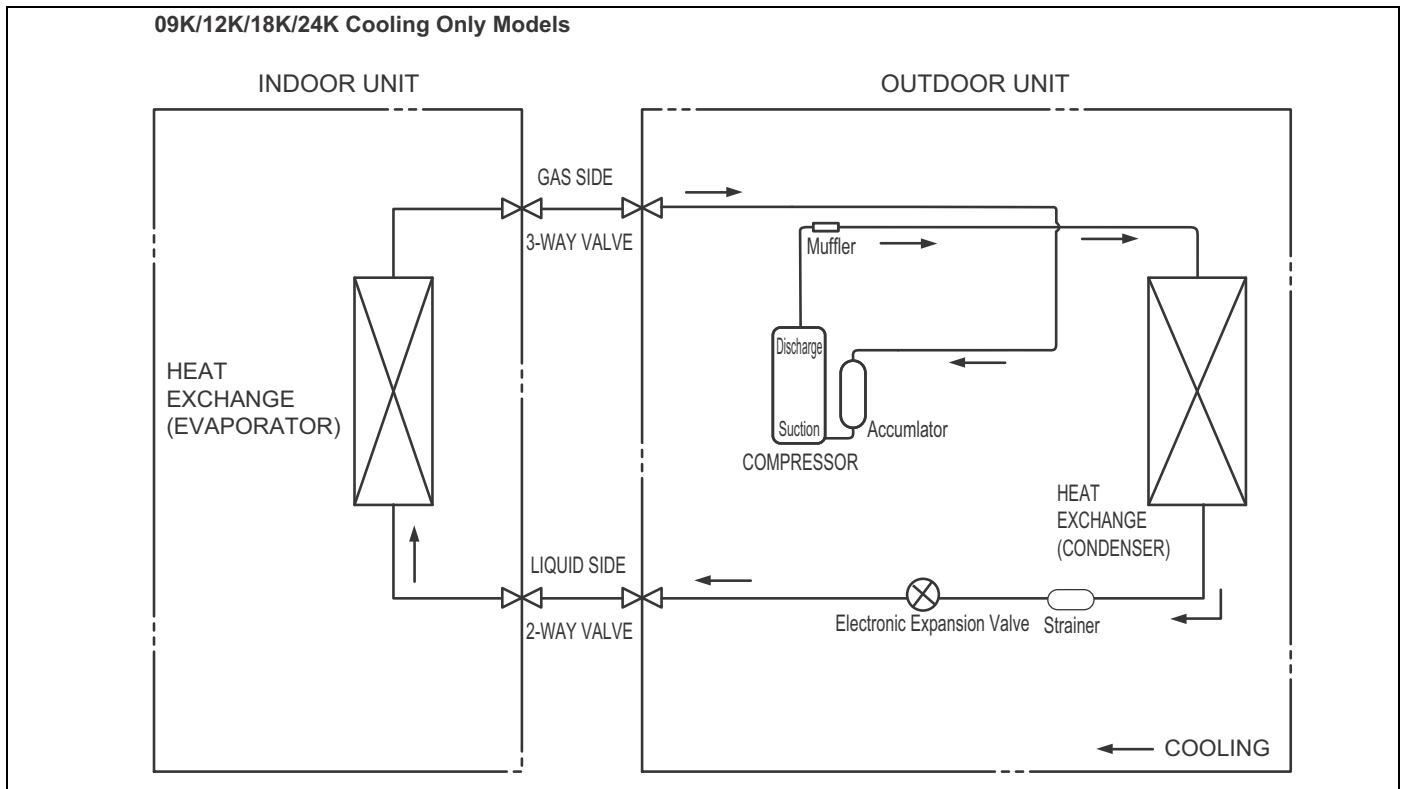 09K/12K/18K/24K Cooling Only Models
INDOOR UNIT
OUTDOOR UNIT
GAS SIDE
3-WAY VALVE
Muffler
Discharge
Suction
Accumlator
COMPRESSOR
HEAT
EXCHANGE
(EVAPORATOR)
HEAT
EXCHANGE
(CONDENSER)
LIQUID SIDE
2-WAY VALVE
Electronic Expansion Valve
Strainer
COOLING